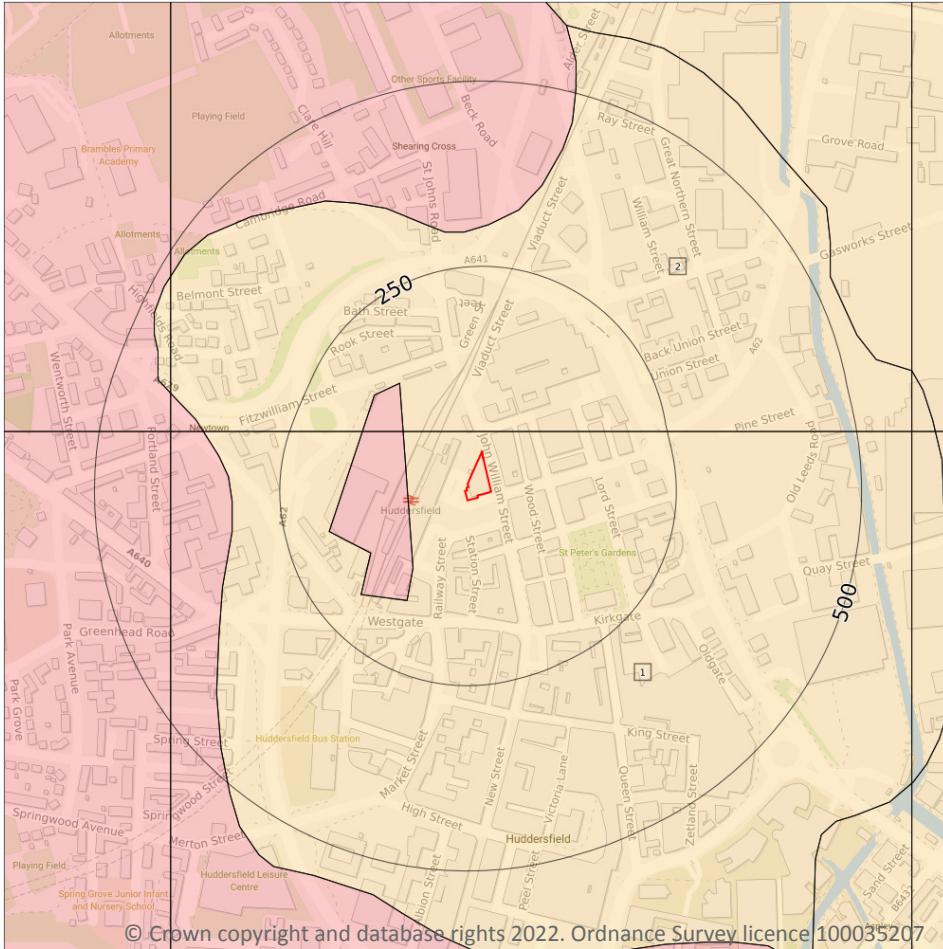 Allotments
Alder Street
Other Sports Facility
Playing Field
Clare Hill
Beck Road
Ray Street
Grove Road
Brambles Primary
Academy
Shearing Cross
St Johns Road
Great Northern Street
Cambridge Road
Viaduct Street
William Street
Allotments
Allotments
Gasworks Street
A641
2
Highfields Road
Belmont Street
250
Bath Street
Green St
Viaduct Street
Rook Street
Back Union Street
A62
Union Street
Wentworth Street
A629
Fitzwilliam Street
Newtown
Pine Street
Portland Street
John William Street
Old Leeds Road
Huddersfield
Wood Street
Lord Street
A62
A640
Railway Street
Station Street
St Peter's Gardens
Quay Street
500
Westgate
Kirkgate
Greenhead Road
Park Avenue
Oldgate
1
Park Grove
Spring Street
Huddersfield Bus Station
King Street
Market Street
New Street
Victoria Lane
Queen Street
Zetland Street
Springwood Street
Springwood Avenue
High Street
Merton Street
Huddersfield
Playing Field
Huddersfield Leisure
Centre
Albion Street
Peel Street
Sand Street
Spring Grove Junior Infant
and Nursery School
© Crown copyright and database rights 2022. Ordnance Survey licence 100035207